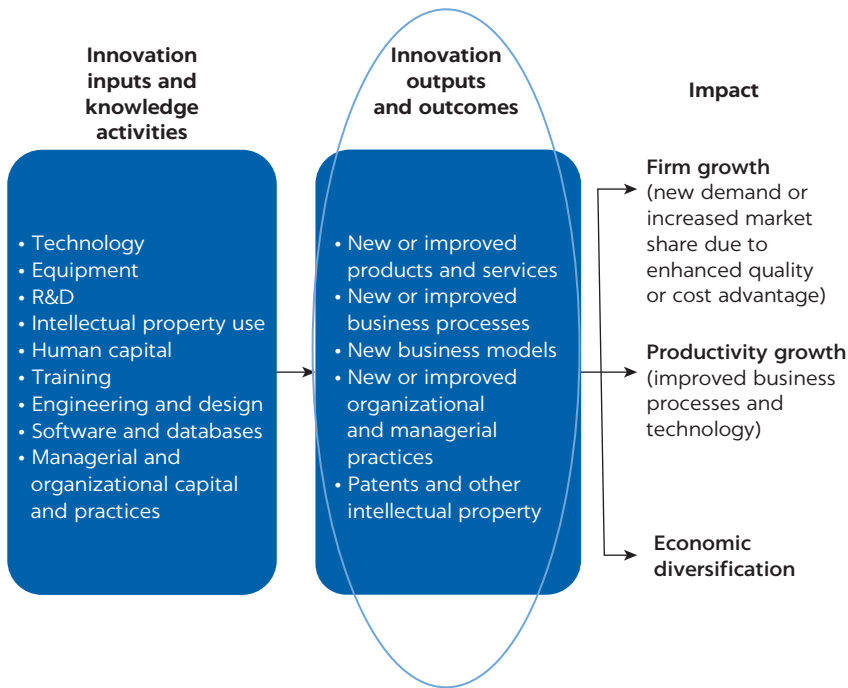 Innovation
inputs and
knowledge
activities
• Technology
• Equipment
• R&D
• Intellectual property use
• Human capital
• Training
• Engineering and design
• Software and databases
• Managerial and
organizational capital
and practices
Innovation
outputs
and outcomes
• New or improved
products and services
• New or improved
business processes
• New business models
• New or improved
organizational
and managerial
practices
• Patents and other
intellectual property
Impact
Firm growth
(new demand or
increased market
share due to
enhanced quality
or cost advantage)
Productivity growth
(improved business
processes and
technology)
Economic
diversification